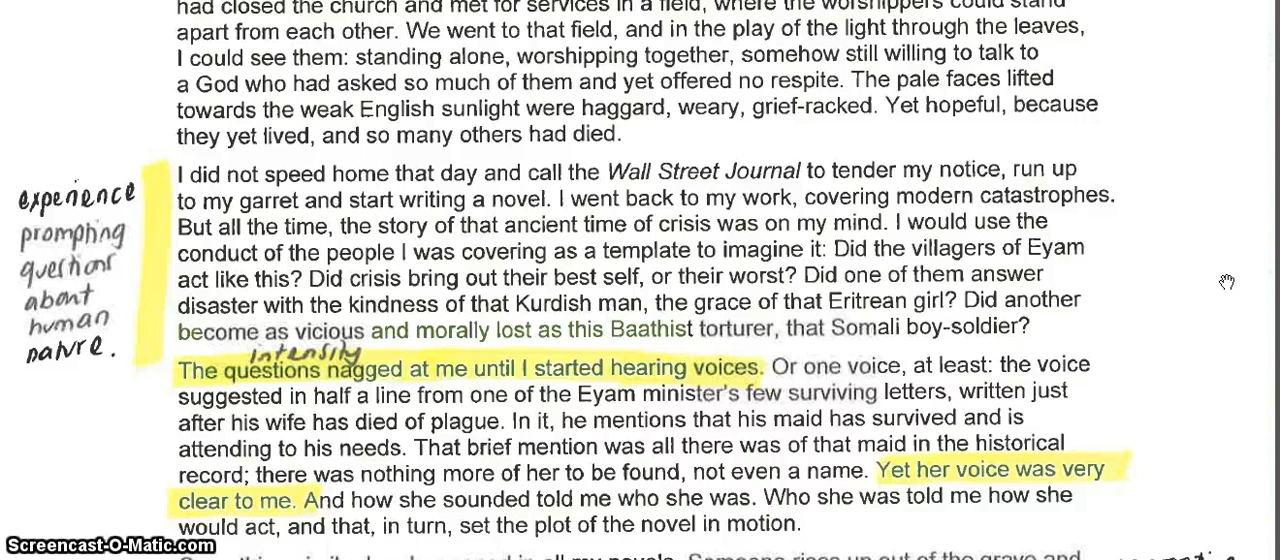 had closed the church and met for services in a field, where the worshippers could stand
apart from each other. We went to that field, and in the play of the light through the leaves,
I could see them: standing alone, worshipping together, somehow still willing to talk to
a God who had asked so much of them and yet offered no respite. The pale faces lifted
towards the weak English sunlight were haggard, weary, grief-racked. Yet hopeful, because
they yet lived, and so many others had died.
experience
prompting
questions
about
human
nature.
I did not speed home that day and call the Wall Street Journal to tender my notice, run up
to my garret and start writing a novel. I went back to my work, covering modern catastrophes.
But all the time, the story of that ancient time of crisis was on my mind. I would use the
conduct of the people I was covering as a template to imagine it: Did the villagers of Eyam
act like this? Did crisis bring out their best self, or their worst? Did one of them answer
disaster with the kindness of that Kurdish man, the grace of that Eritrean girl? Did another
become as vicious and morally lost as this Baathist torturer, that Somali boy-soldier?
intensity
The questions nagged at me until I started hearing voices. Or one voice, at least: the voice
suggested in half a line from one of the Eyam minister's few surviving letters, written just
after his wife has died of plague. In it, he mentions that his maid has survived and is
attending to his needs. That brief mention was all there was of that maid in the historical
record; there was nothing more of her to be found, not even a name. Yet her voice was very
clear to me. And how she sounded told me who she was. Who she was told me how she
would act, and that, in turn, set the plot of the novel in motion.
Screencast-O-Matic.com